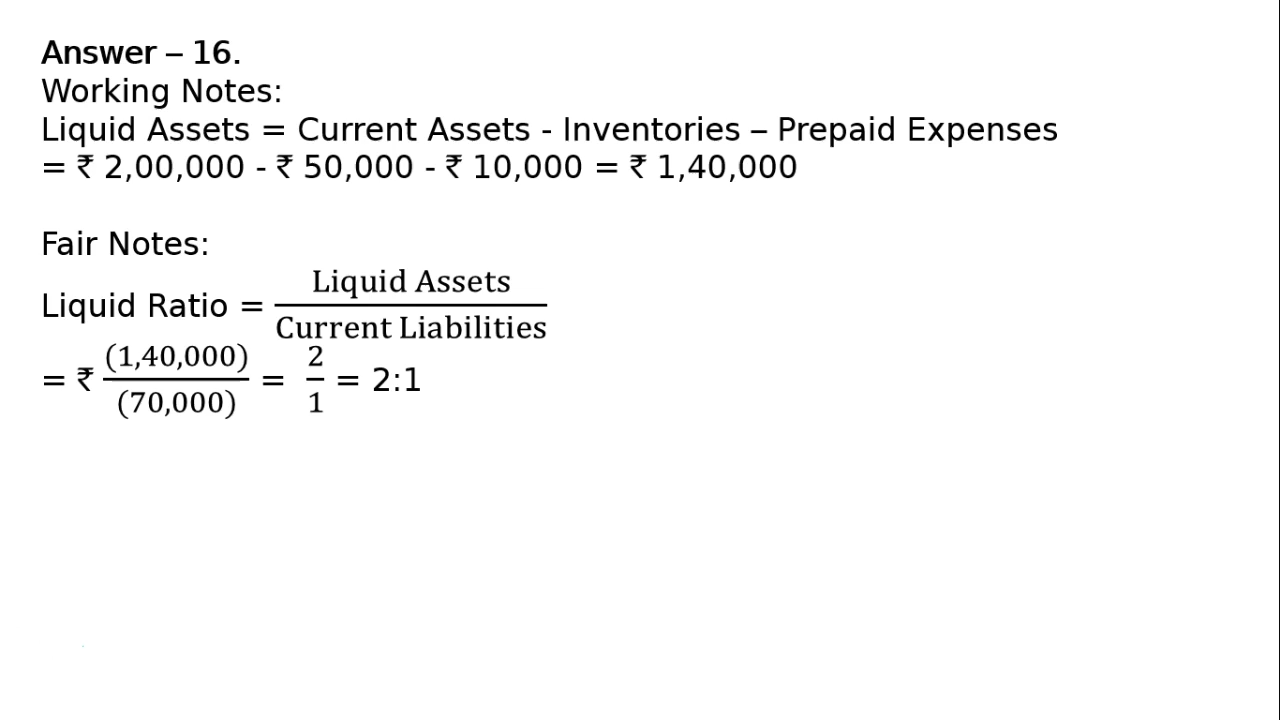 Answer – 16.
Working Notes:
Liquid Assets = Current Assets - Inventories – Prepaid Expenses
= ₹ 2,00,000 - ₹ 50,000 - ₹ 10,000 = ₹ 1,40,000
Fair Notes:
Liquid Ratio = Liquid Assets / Current Liabilities
= ₹ (1,40,000) / (70,000) = 2 / 1 = 2:1